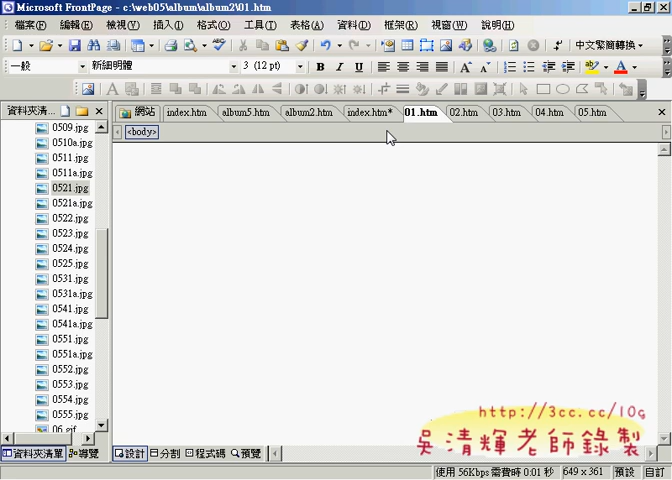 Microsoft FrontPage - c:\web05\album\album2\01.htm
檔案(F) 編輯(E) 檢視(V) 插入(I) 格式(O) 工具(T) 表格(A) 資料(D) 框架(R) 視窗(W) 說明(H)
中文繁簡轉換
一般 新細明體 3 (12 pt) B I U A A A
A
資料夾清單 網站 index.htm album5.htm album2.htm index.htm* 01.htm 02.htm 03.htm 04.htm 05.htm
<body>
0509.jpg
0510a.jpg
0511.jpg
0511a.jpg
0521.jpg
0521a.jpg
0522.jpg
0523.jpg
0524.jpg
0525.jpg
0531.jpg
0531a.jpg
0541.jpg
0541a.jpg
0551.jpg
0551a.jpg
0552.jpg
0553.jpg
0554.jpg
0555.jpg
06.gif
http://3cc.cc/10g
吳清輝老師錄製
資料夾清單 導覽 設計 分割 程式碼 預覽
使用 56Kbps 需費時 0:01 秒 649 x 361 預設 自訂